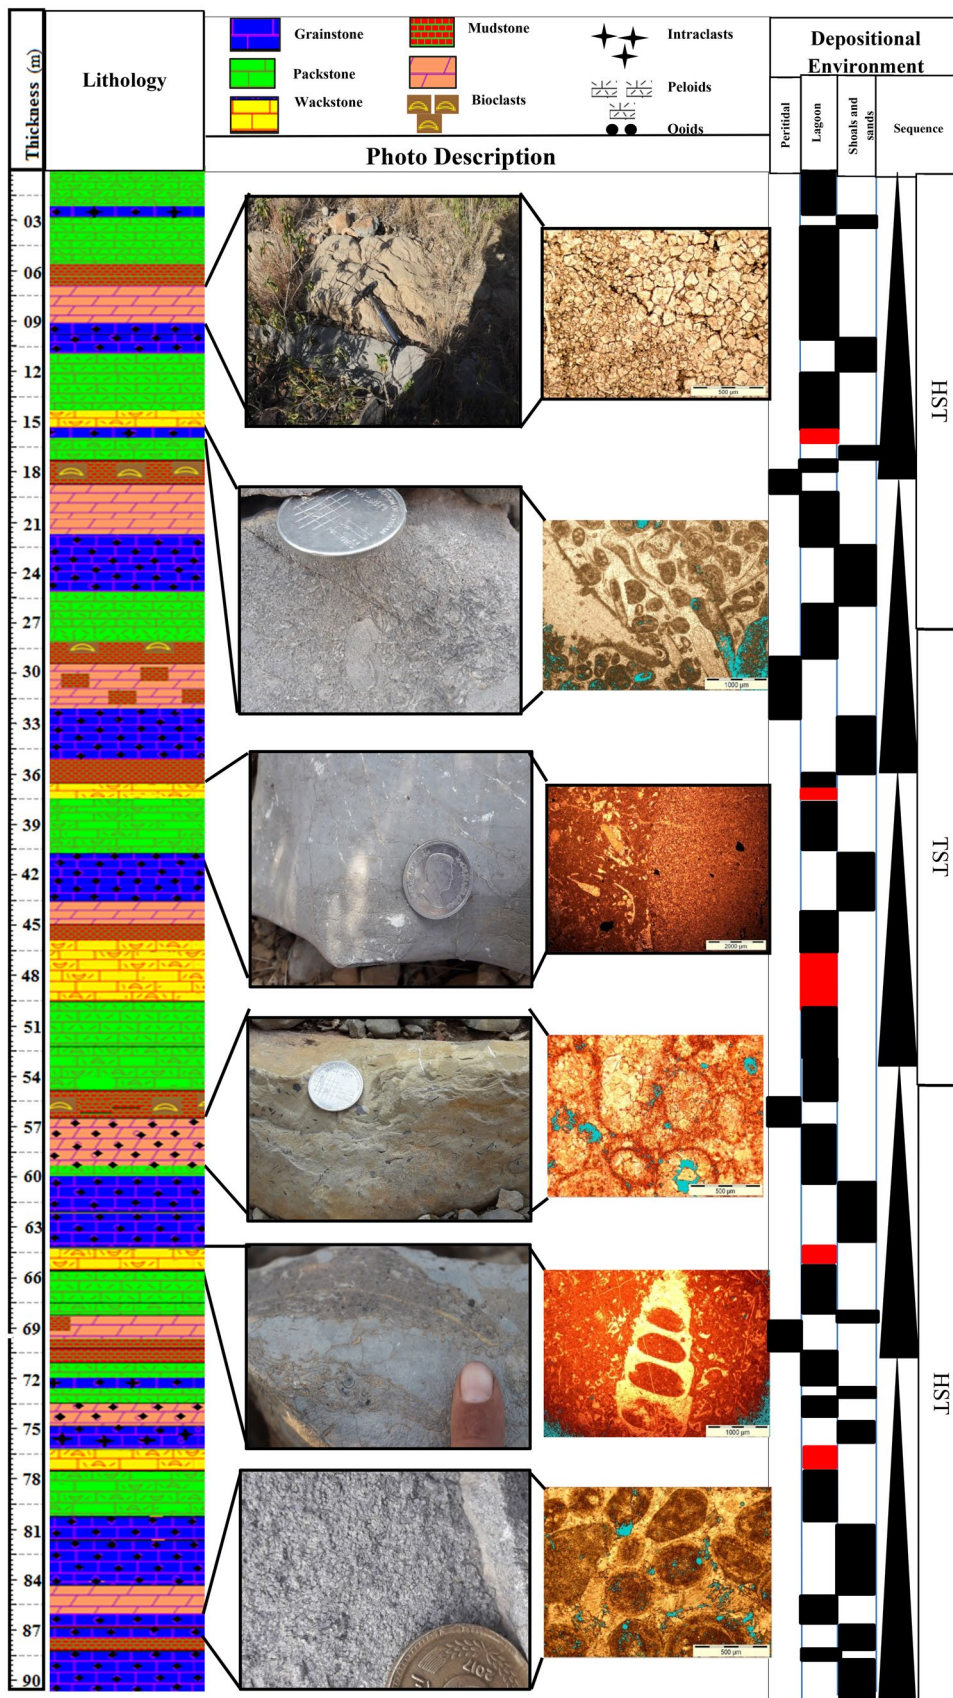 Thickness (m)
Lithology
Grainstone
Mudstone
Intraclasts
Packstone
Peloids
Wackstone
Bioclasts
Ooids
Photo Description
Depositional
Environment
Peritidal
Lagoon
Shoals and
sands
Sequence
03
06
09
12
15
18
21
24
27
30
33
36
39
42
45
48
51
54
57
60
63
66
69
72
75
78
81
84
87
90
500 µm
1000 µm
2000 µm
500 µm
1000 µm
500 µm
2017
HST
TST
HST